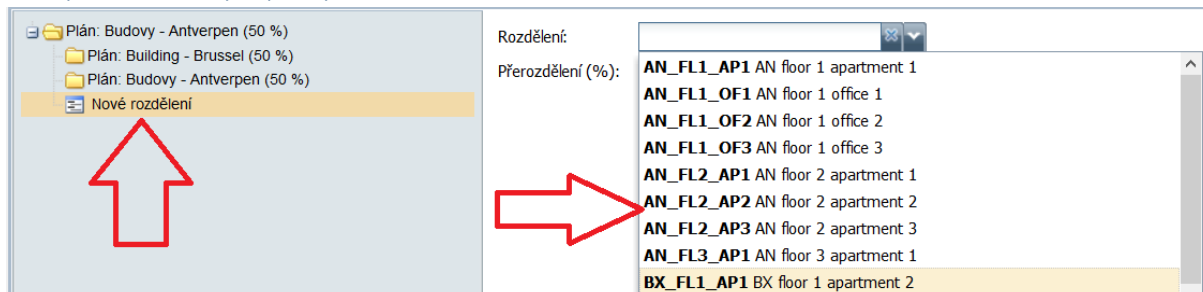 Plán: Budovy - Antverpen (50 %)
Plán: Building - Brussel (50 %)
Plán: Budovy - Antverpen (50 %)
Nové rozdělení
Rozdělení:
Přerozdělení (%):
AN_FL1_AP1 AN floor 1 apartment 1
AN_FL1_OF1 AN floor 1 office 1
AN_FL1_OF2 AN floor 1 office 2
AN_FL1_OF3 AN floor 1 office 3
AN_FL2_AP1 AN floor 2 apartment 1
AN_FL2_AP2 AN floor 2 apartment 2
AN_FL2_AP3 AN floor 2 apartment 3
AN_FL3_AP1 AN floor 3 apartment 1
BX_FL1_AP1 BX floor 1 apartment 2